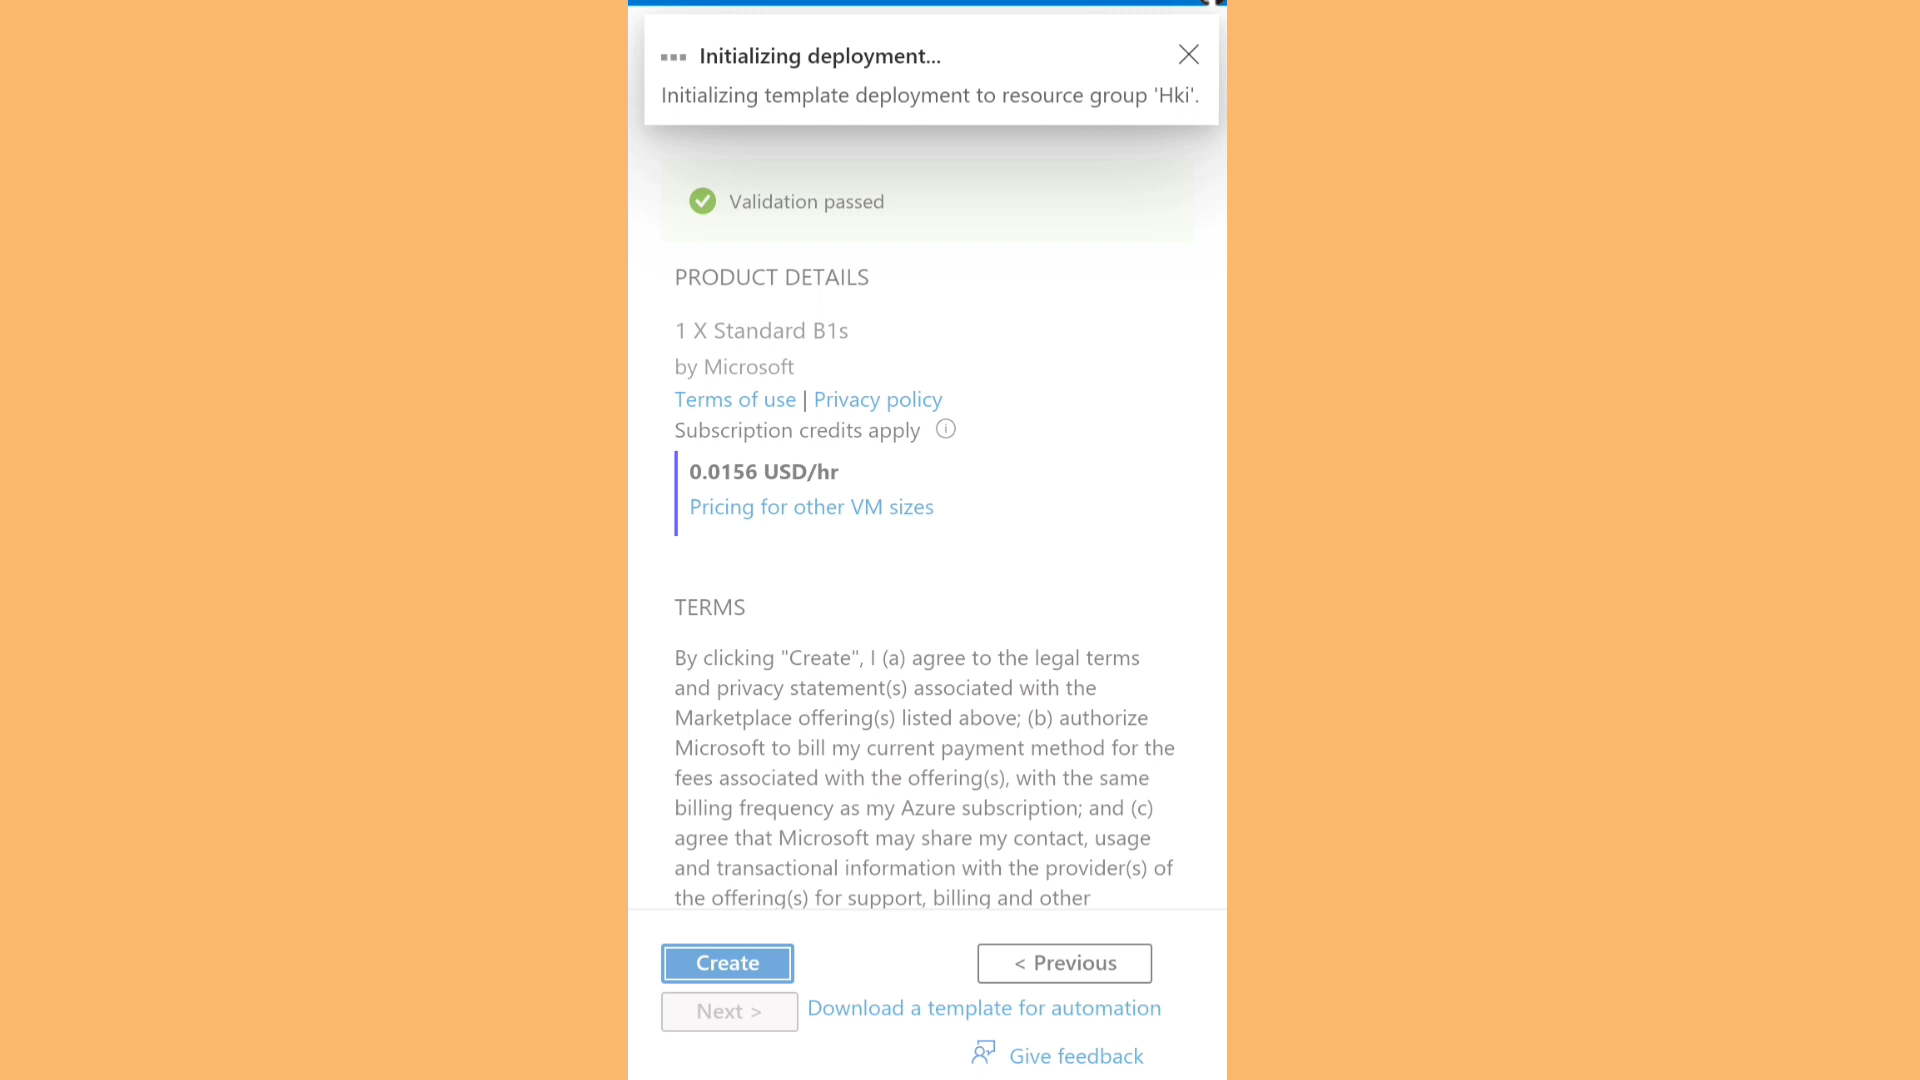 Initializing deployment...
Initializing template deployment to resource group 'Hki'.
Validation passed
PRODUCT DETAILS
1 X Standard B1s
by Microsoft
Terms of use | Privacy policy
Subscription credits apply
0.0156 USD/hr
Pricing for other VM sizes
TERMS
By clicking "Create", I (a) agree to the legal terms
and privacy statement(s) associated with the
Marketplace offering(s) listed above; (b) authorize
Microsoft to bill my current payment method for the
fees associated with the offering(s), with the same
billing frequency as my Azure subscription; and (c)
agree that Microsoft may share my contact, usage
and transactional information with the provider(s) of
the offering(s) for support, billing and other
Create
< Previous
Next >
Download a template for automation
Give feedback